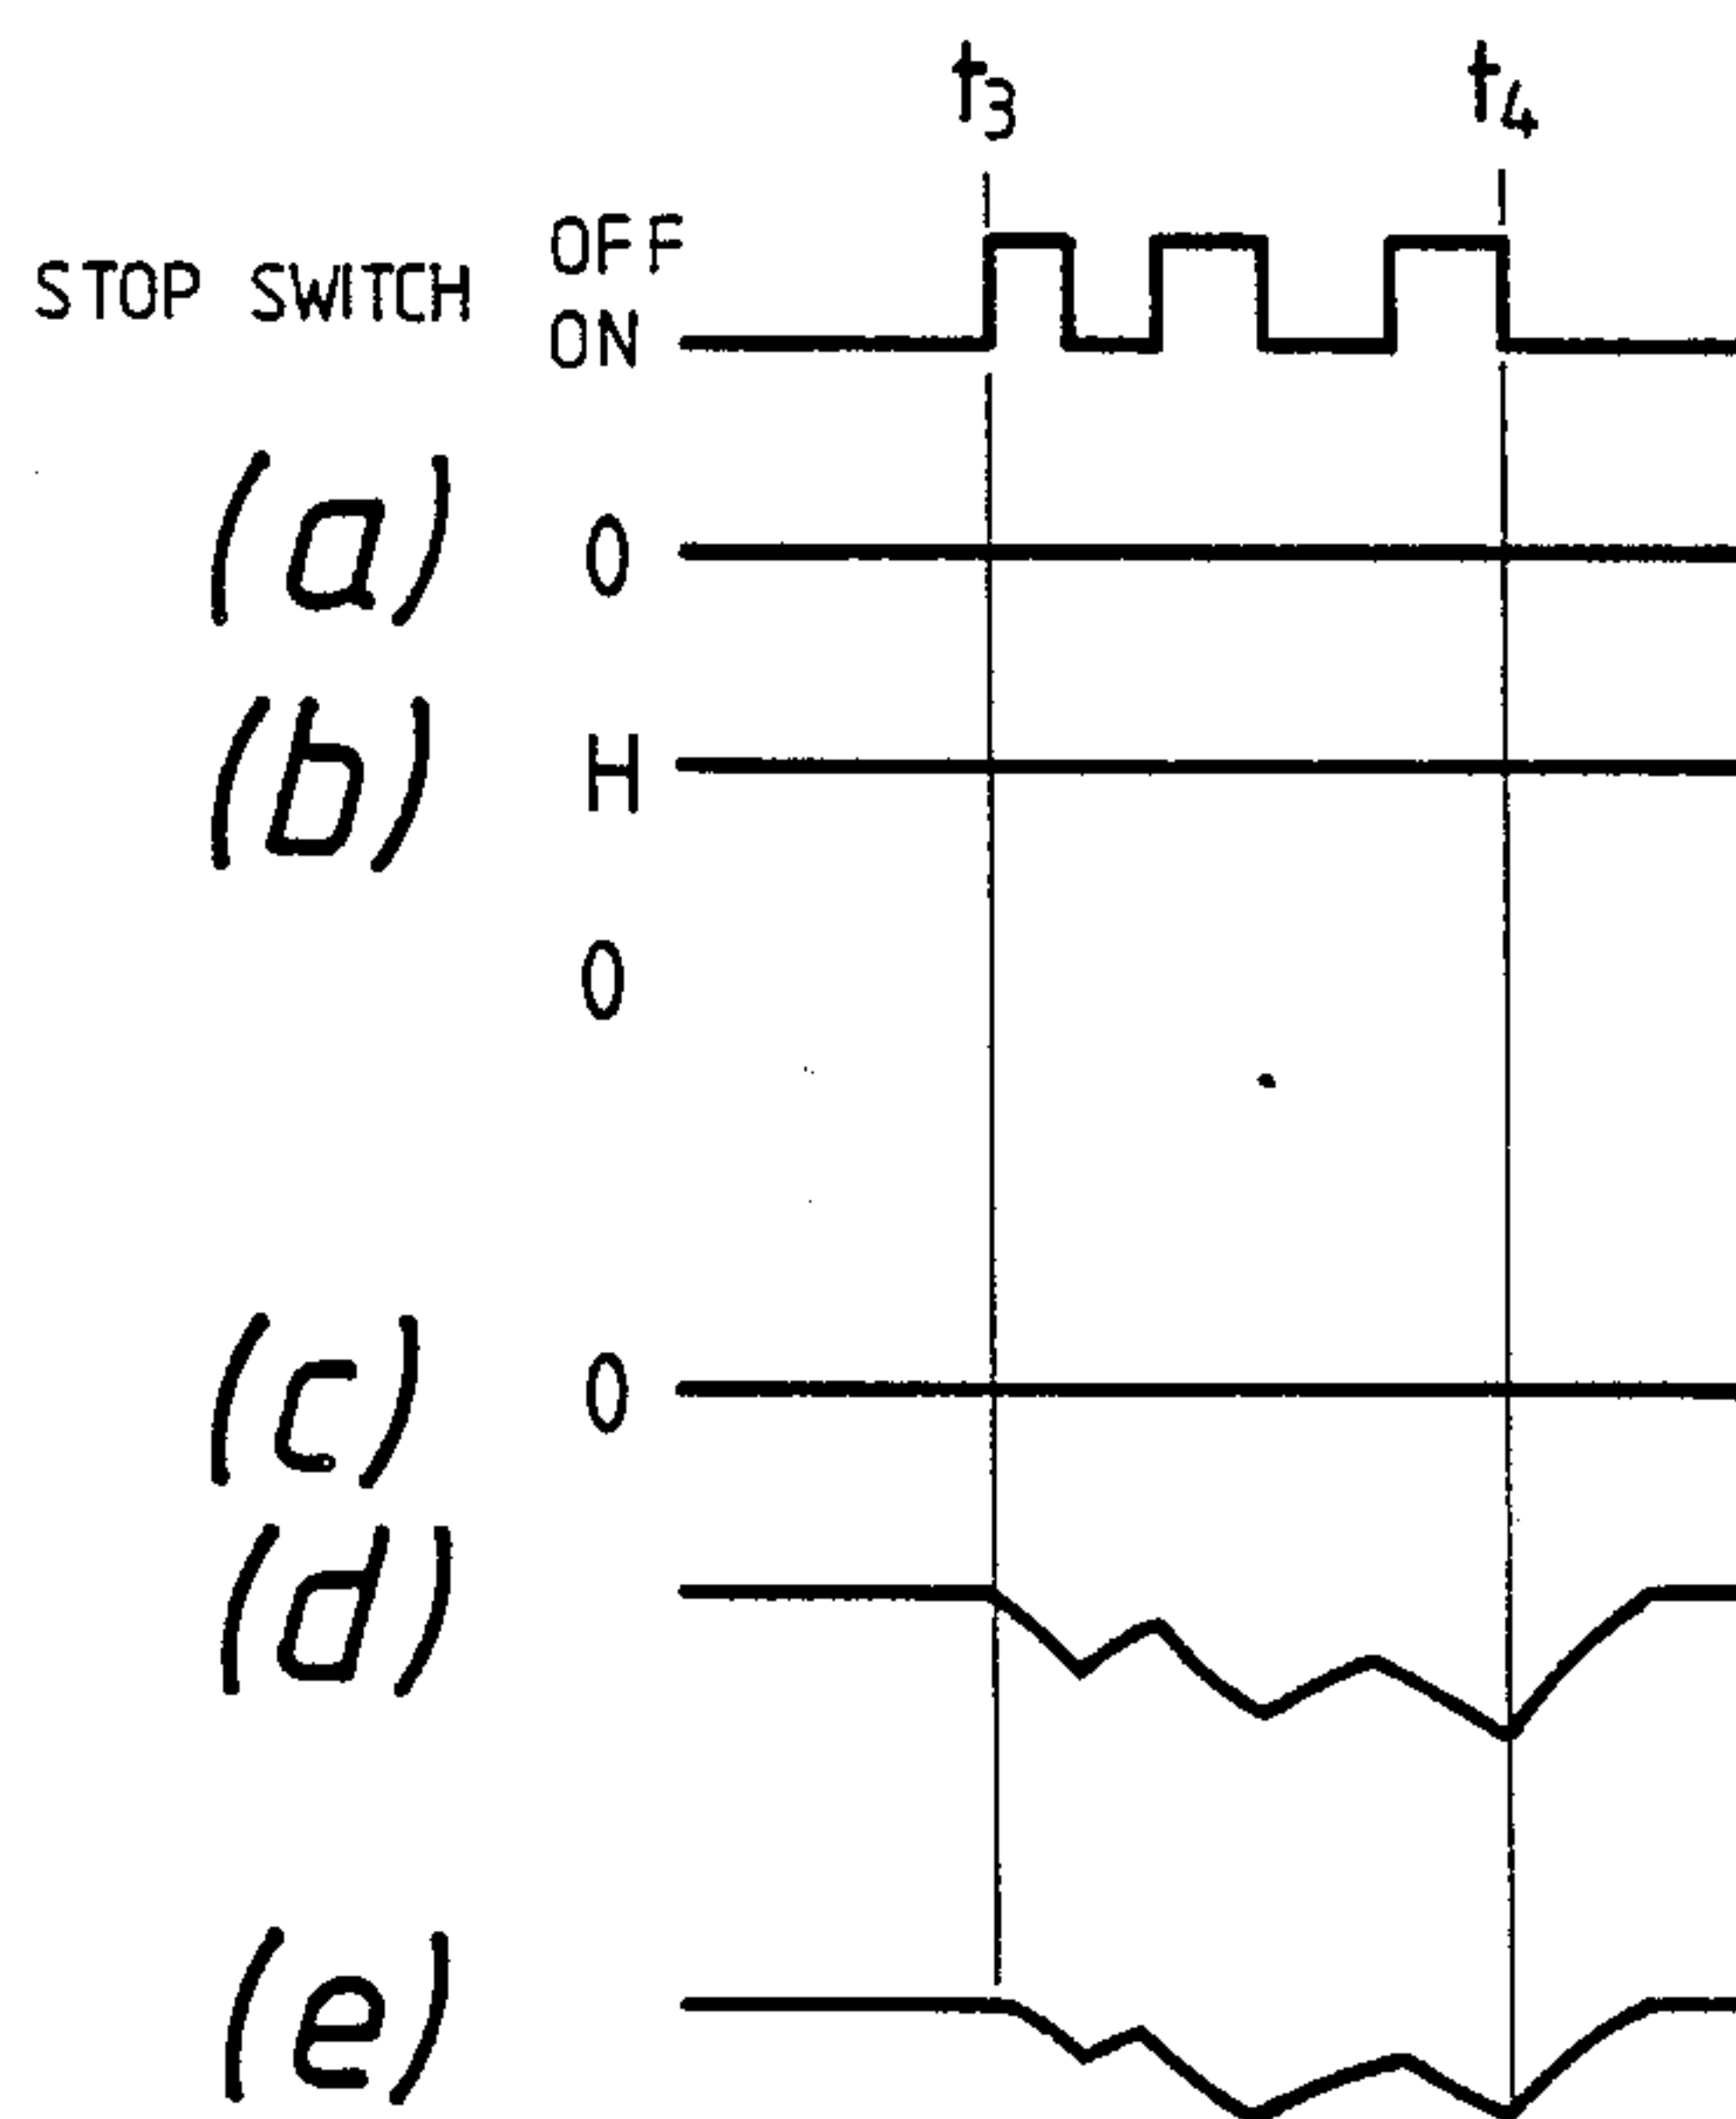 t3 t4
STOP SWITCH OFF
ON
(a) 0
(b) H
0
(c) 0
(d)
(e)